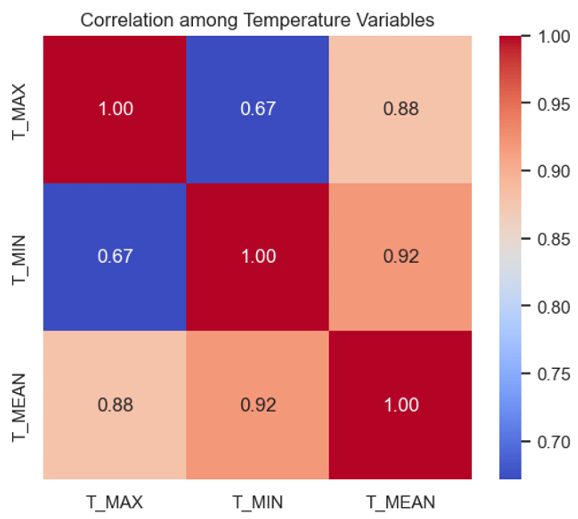 Correlation among Temperature Variables
T_MAX 1.00 0.67 0.88
T_MIN 0.67 1.00 0.92
T_MEAN 0.88 0.92 1.00
T_MAX T_MIN T_MEAN
1.00
0.95
0.90
0.85
0.80
0.75
0.70